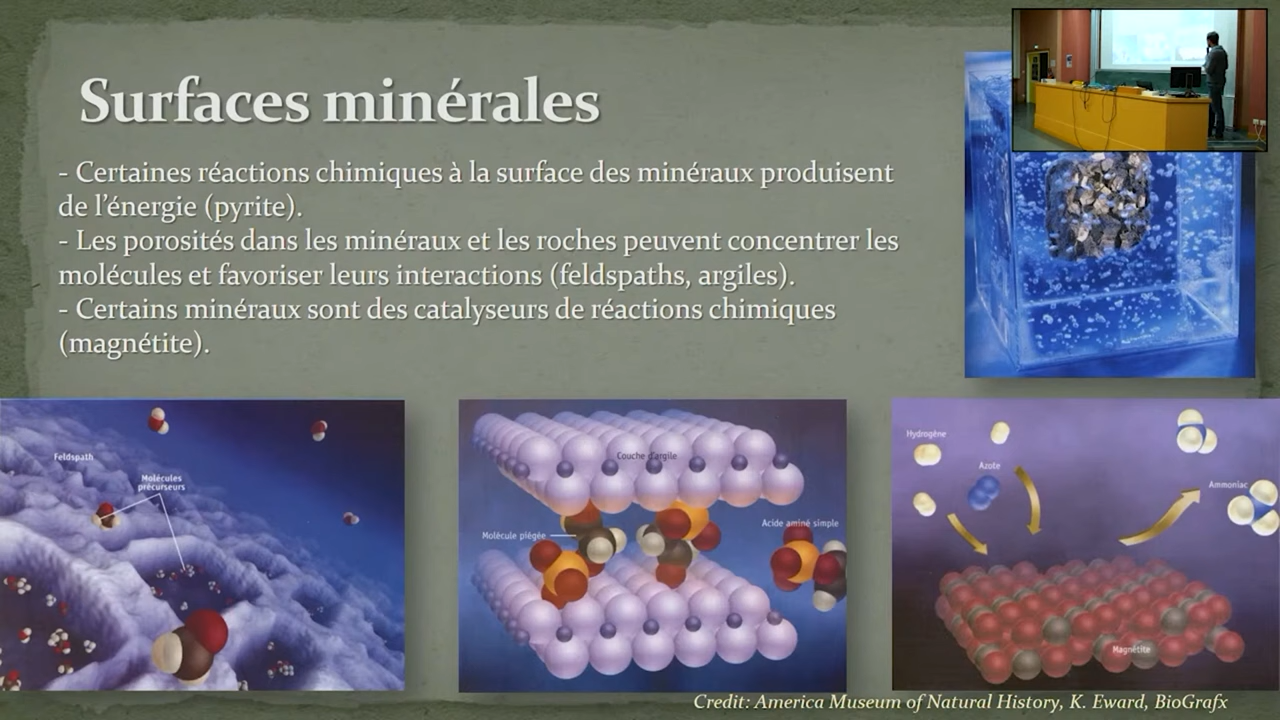 Surfaces minérales
- Certaines réactions chimiques à la surface des minéraux produisent
de l’énergie (pyrite).
- Les porosités dans les minéraux et les roches peuvent concentrer les
molécules et favoriser leurs interactions (feldspaths, argiles).
- Certains minéraux sont des catalyseurs de réactions chimiques
(magnétite).
Feldspath
Molécules
précurseurs
Couche d'argile
Molécule piégée
Acide aminé simple
Hydrogène
Azote
Ammoniac
Magnétite
Credit: America Museum of Natural History, K. Eward, BioGrafx